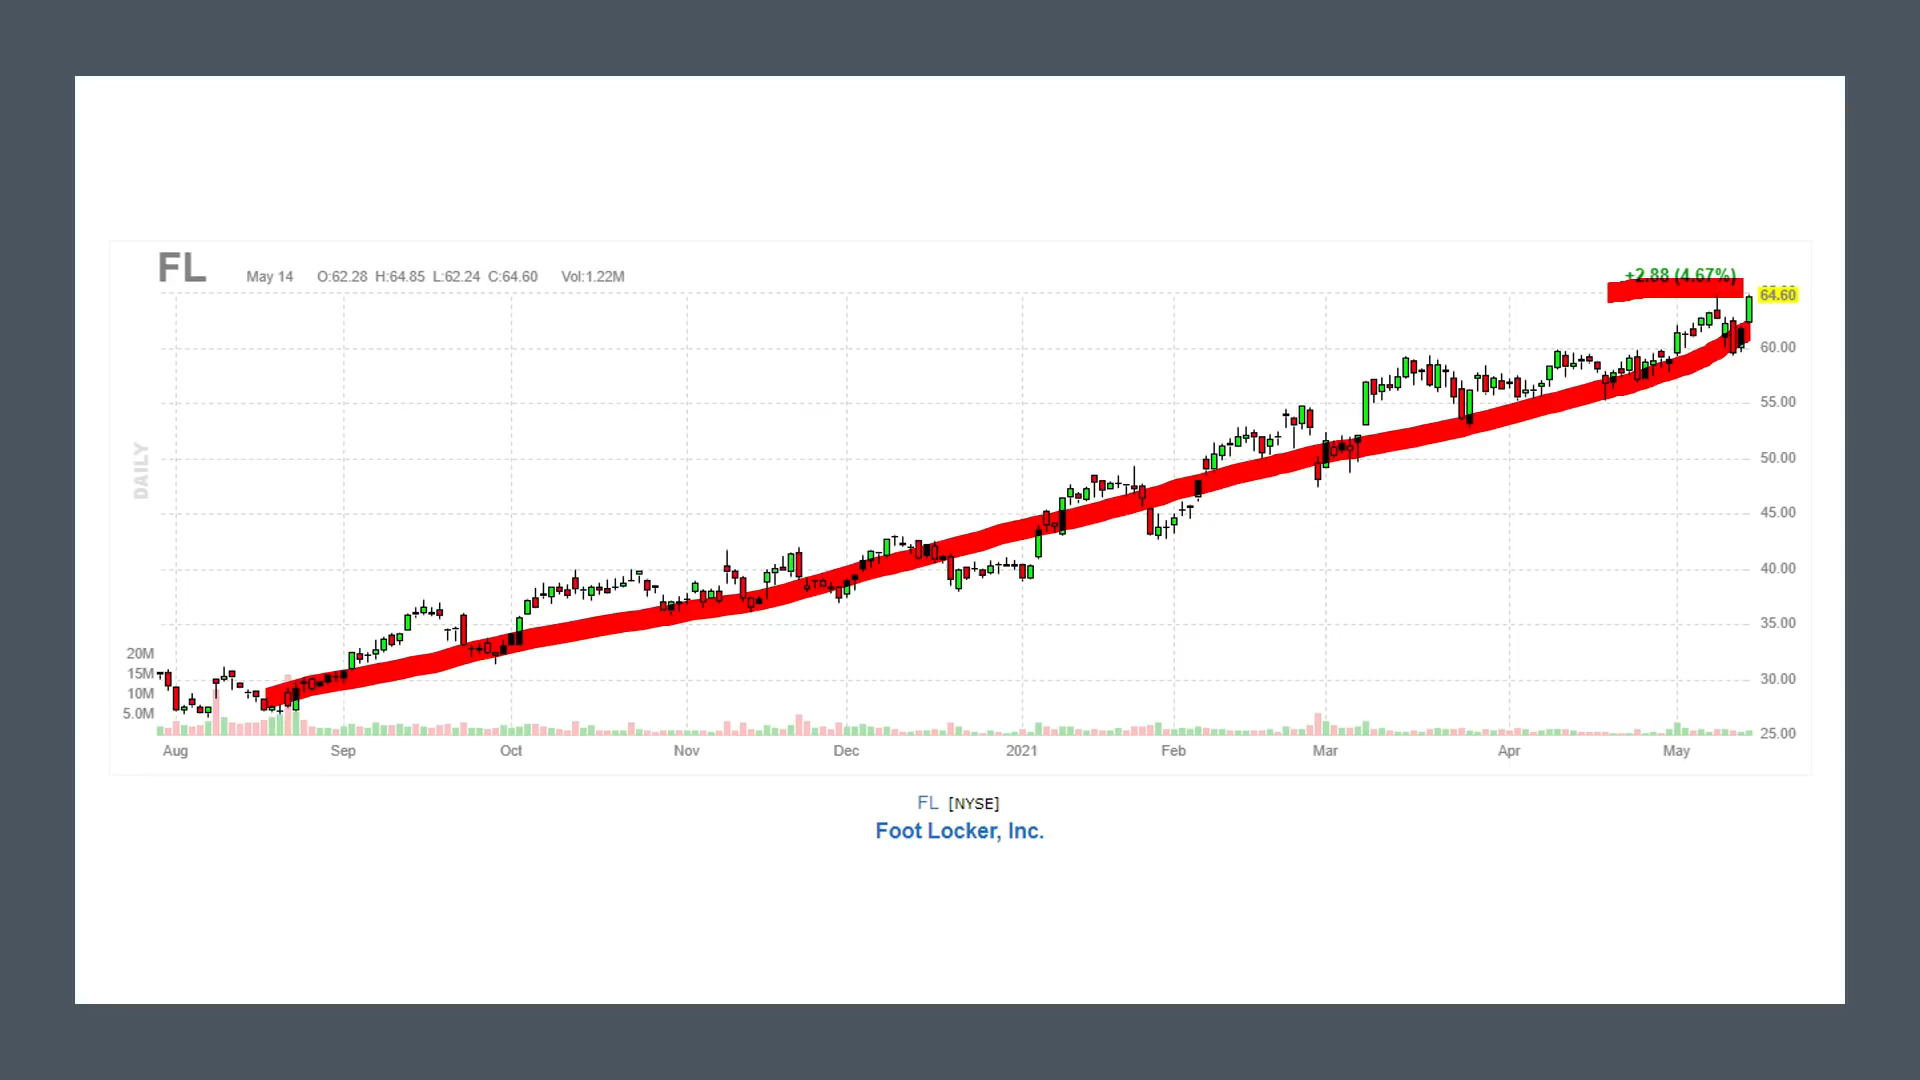 FL May 14 O:62.28 H:64.85 L:62.24 C:64.60 Vol:1.22M
+2.88 (4.67%)
64.60
60.00
55.00
DAILY
50.00
45.00
40.00
35.00
20M
15M
10M
5.0M
30.00
25.00
Aug Sep Oct Nov Dec 2021 Feb Mar Apr May
FL [NYSE]
Foot Locker, Inc.